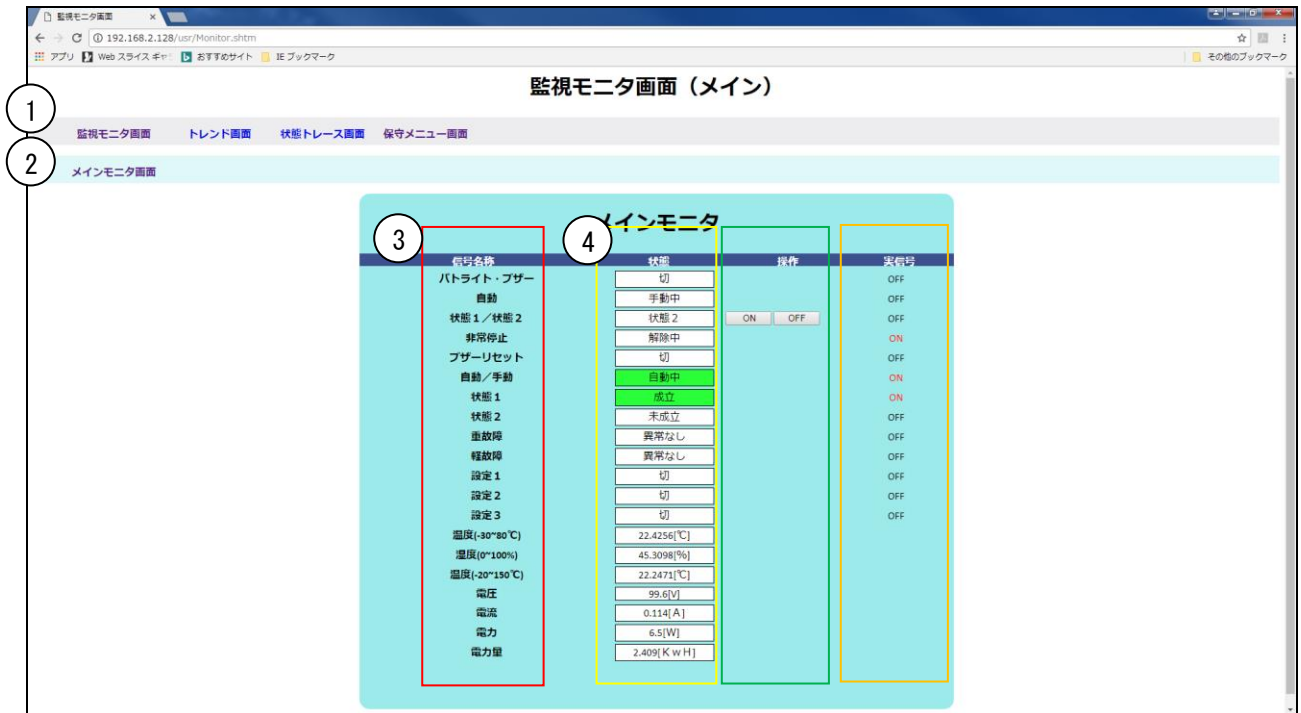 監視モニタ画面 ×
192.168.2.128/usr/Monitor.shtm
アプリ Web スライス ギャ おすすめサイト IE ブックマーク その他のブックマーク
監視モニタ画面（メイン）
①
監視モニタ画面 トレンド画面 状態トレース画面 保守メニュー画面
②
メインモニタ画面
メインモニタ
③ ④
信号名称 状態 操作 実信号
パトライト・ブザー 切 OFF
自動 手動中 OFF
状態１／状態２ 状態２ ON OFF OFF
非常停止 解除中 ON
ブザーリセット 切 OFF
自動／手動 自動中 ON
状態１ 成立 ON
状態２ 未成立 OFF
重故障 異常なし OFF
軽故障 異常なし OFF
設定１ 切 OFF
設定２ 切 OFF
設定３ 切 OFF
温度(-30~80℃) 22.4256[℃]
湿度(0~100%) 45.3098[%]
温度(-20~150℃) 22.2471[℃]
電圧 99.6[V]
電流 0.114[Ａ]
電力 6.5[W]
電力量 2.409[ＫｗＨ]